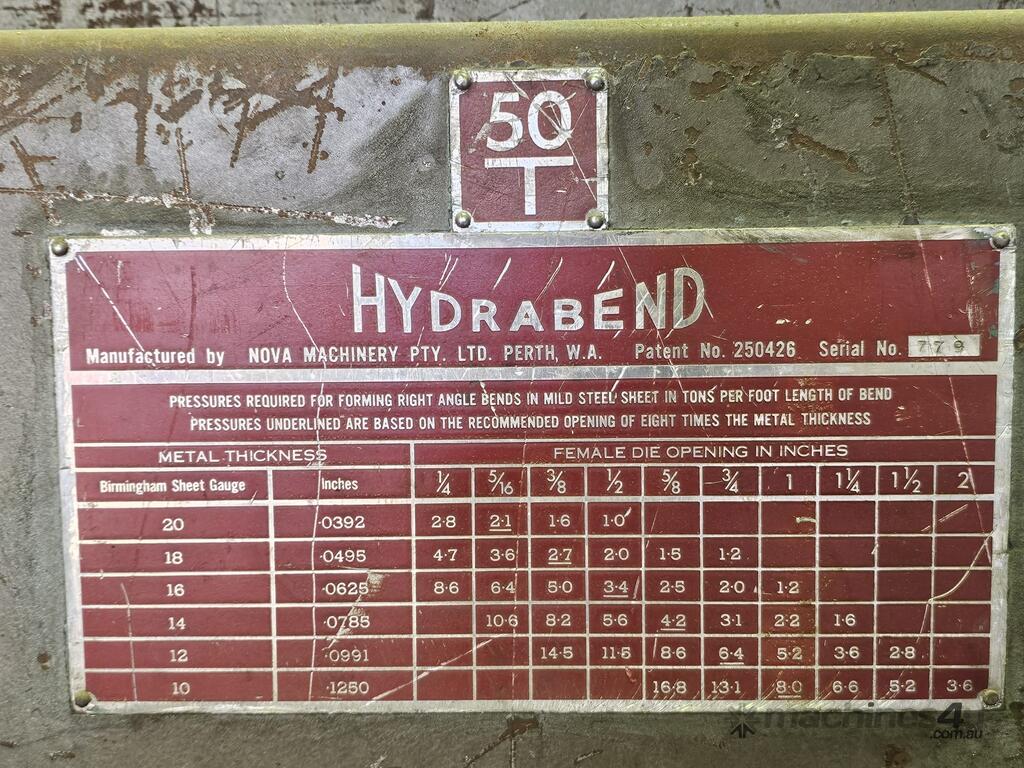 50
T
HYDRABEND
Manufactured by NOVA MACHINERY PTY. LTD. PERTH, W.A. Patent No. 250426 Serial No. 779
PRESSURES REQUIRED FOR FORMING RIGHT ANGLE BENDS IN MILD STEEL SHEET IN TONS PER FOOT LENGTH OF BEND
PRESSURES UNDERLINED ARE BASED ON THE RECOMMENDED OPENING OF EIGHT TIMES THE METAL THICKNESS
METAL THICKNESS FEMALE DIE OPENING IN INCHES
Birmingham Sheet Gauge Inches 1/4 5/16 3/8 1/2 5/8 3/4 1 1 1/4 1 1/2 2
20 ·0392 2·8 2·1 1·6 1·0
18 ·0495 4·7 3·6 2·7 2·0 1·5 1·2
16 ·0625 8·6 6·4 5·0 3·4 2·5 2·0 1·2
14 ·0785 10·6 8·2 5·6 4·2 3·1 2·2 1·6
12 ·0991 14·5 11·5 8·6 6·4 5·2 3·6 2·8
10 ·1250 16·8 13·1 8·0 6·6 5·2 3·6
machines4u
.com.au